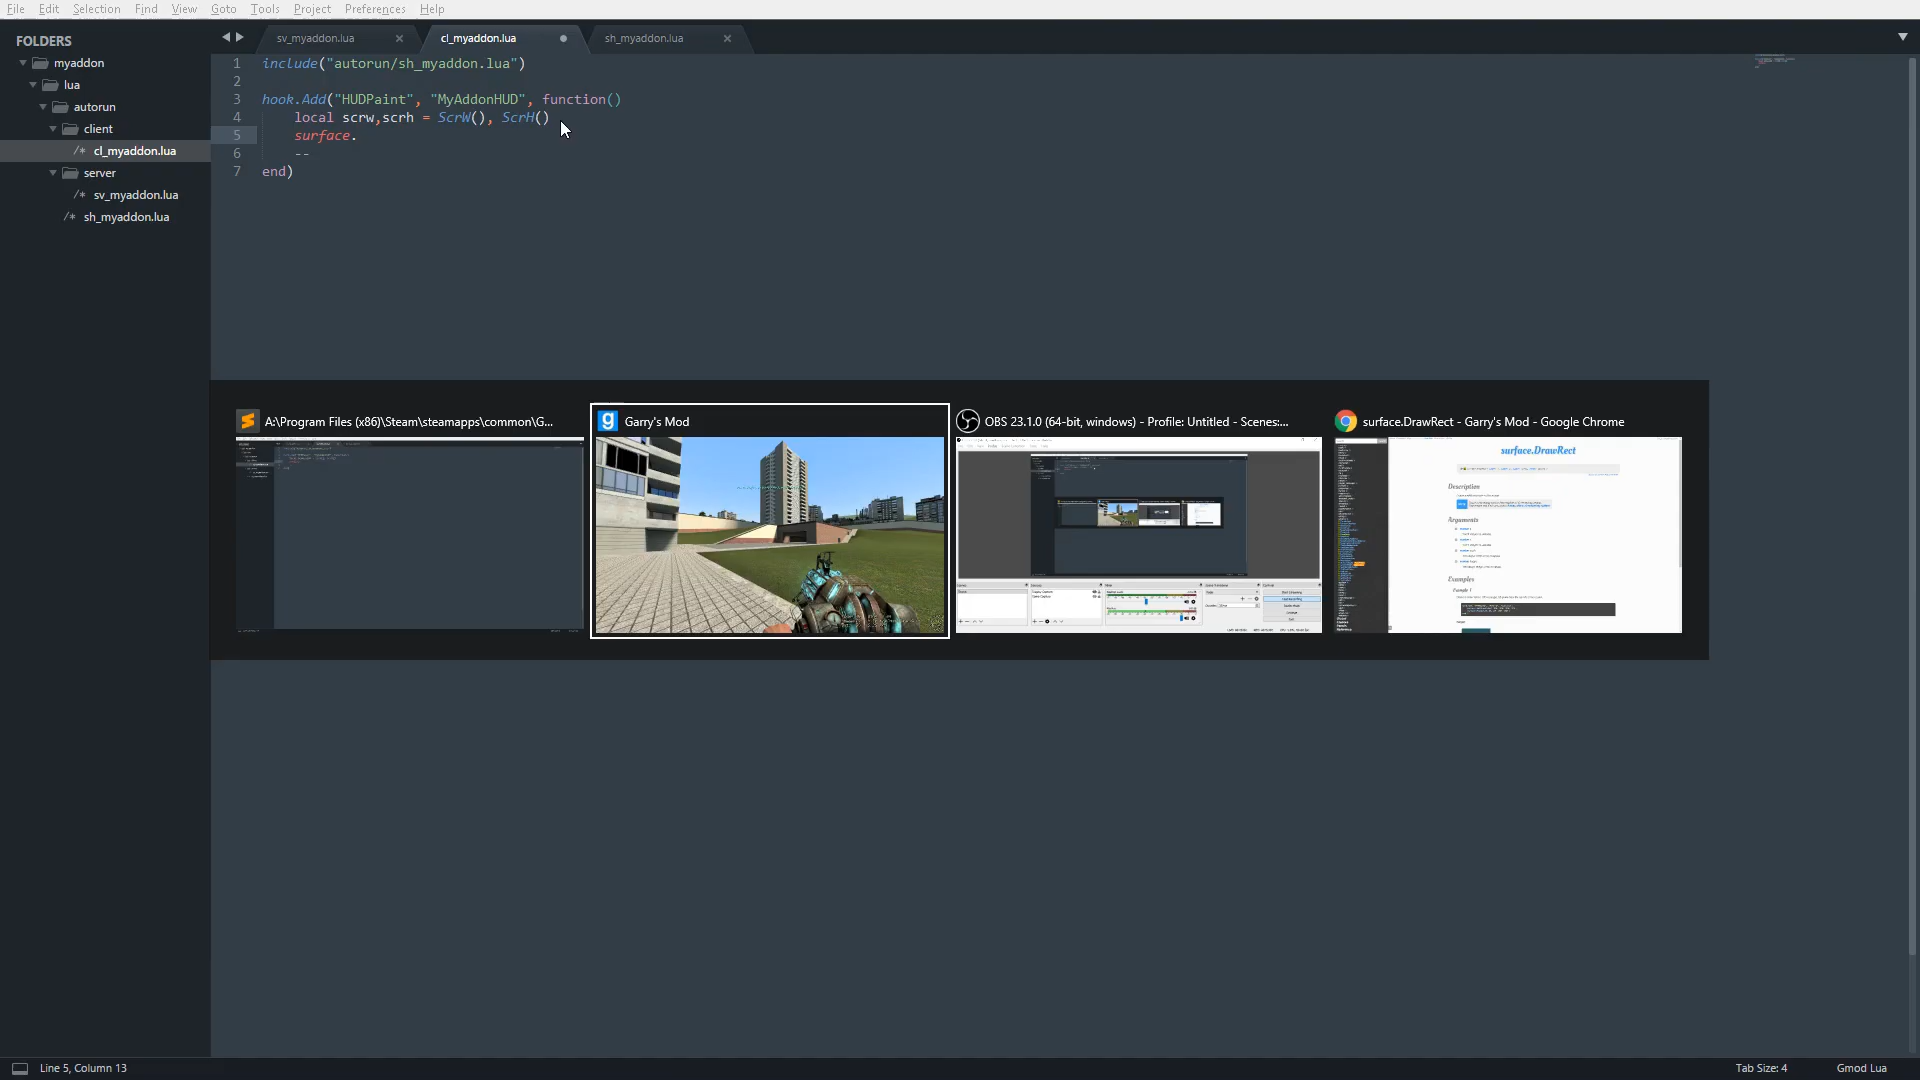 File Edit Selection Find View Goto Tools Project Preferences Help
FOLDERS
myaddon
lua
autorun
client
/* cl_myaddon.lua
server
/* sv_myaddon.lua
/* sh_myaddon.lua
sv_myaddon.lua
cl_myaddon.lua
sh_myaddon.lua
1 include("autorun/sh_myaddon.lua")
2
3 hook.Add("HUDPaint", "MyAddonHUD", function()
4 local scrw,scrh = ScrW(), ScrH()
5 surface.
6 --
7 end)
A:\Program Files (x86)\Steam\steamapps\common\G...
Garry's Mod
OBS 23.1.0 (64-bit, windows) - Profile: Untitled - Scenes:...
surface.DrawRect - Garry's Mod - Google Chrome
surface.DrawRect
Description
Arguments
Examples
Line 5, Column 13
Tab Size: 4
Gmod Lua